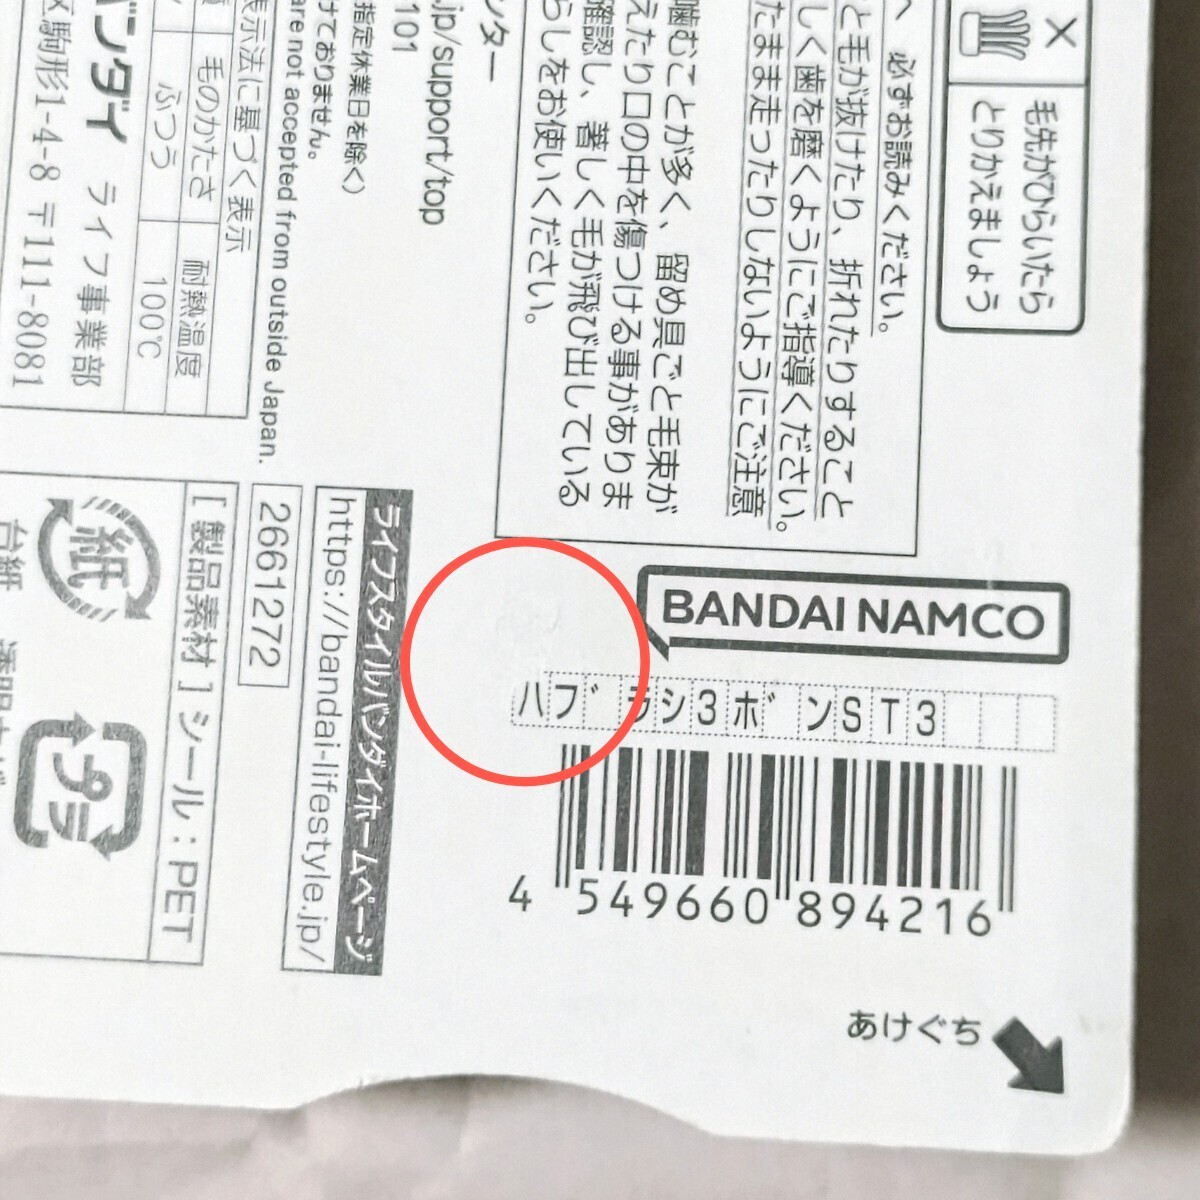 ×
毛先がひらいたら
とりかえましょう
必ずお読みください。
と毛が抜けたり、折れたりすること
しく歯を磨くようにご指導ください。
たまま走ったりしないようにご注意
噛むことが多く、留め具ごと毛束が
えたり口の中を傷つける事がありま
確認し、著しく毛が飛び出している
らしをお使いください。
ンター
.jp/support/top
101
指定休業日を除く)
けておりません。
are not accepted from outside Japan.
表示法に基づく表示
毛のかたさ
耐熱温度
ふつう
100℃
バンダイ ライフ事業部
区駒形1-4-8 〒111-8081
BANDAI NAMCO
ハブラシ3ボンST3
4 549660 894216
あけぐち
ライフスタイルバンダイホームページ
https://bandai-lifestyle.jp/
2661272
[製品素材] シール:PET
紙
台紙
プラ